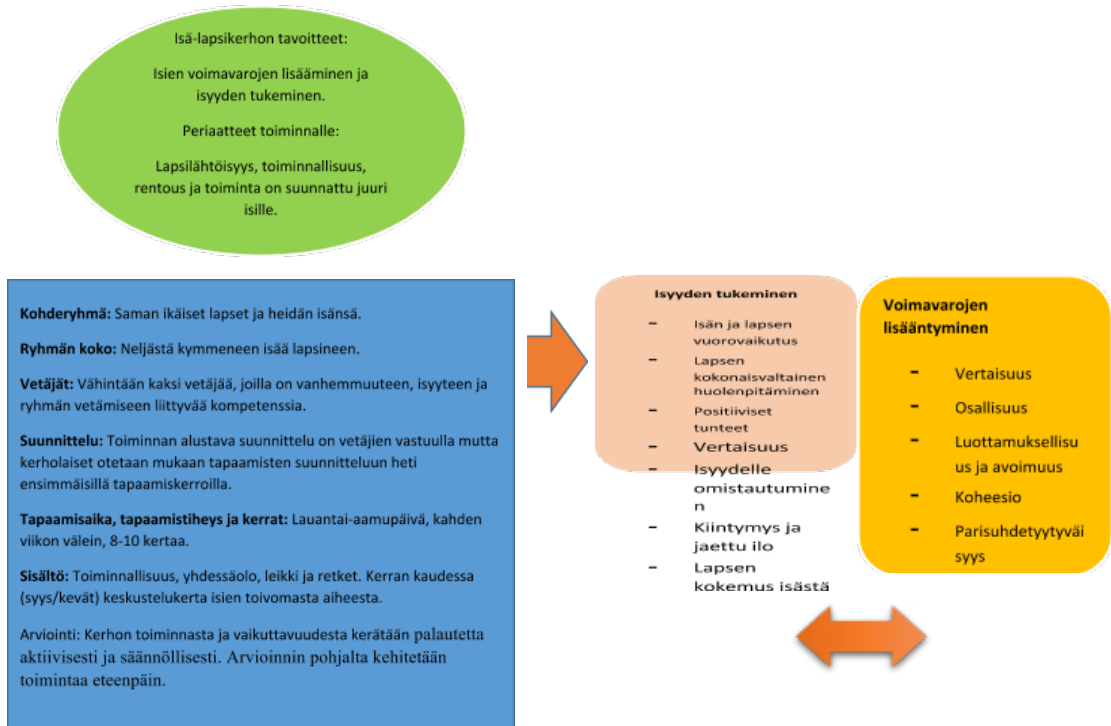 Isä-lapsikerhon tavoitteet:
Isien voimavarojen lisääminen ja
isyyden tukeminen.
Periaatteet toiminnalle:
Lapsilähtöisyys, toiminnallisuus,
rentous ja toiminta on suunnattu juuri
isille.
Kohderyhmä: Saman ikäiset lapset ja heidän isänsä.
Ryhmän koko: Neljästä kymmeneen isää lapsineen.
Vetäjät: Vähintään kaksi vetäjää, joilla on vanhemmuuteen, isyyteen ja
ryhmän vetämiseen liittyvää kompetenssia.
Suunnittelu: Toiminnan alustava suunnittelu on vetäjien vastuulla mutta
kerholaiset otetaan mukaan tapaamisten suunnitteluun heti
ensimmäisillä tapaamiskerroilla.
Tapaamisaika, tapaamistiheys ja kerrat: Lauantai-aamupäivä, kahden
viikon välein, 8-10 kertaa.
Sisältö: Toiminnallisuus, yhdessäolo, leikki ja retket. Kerran kaudessa
(syys/kevät) keskustelukerta isien toivomasta aiheesta.
Arviointi: Kerhon toiminnasta ja vaikuttavuudesta kerätään palautetta
aktiivisesti ja säännöllisesti. Arvioinnin pohjalta kehitetään
toimintaa eteenpäin.
Isyyden tukeminen
- Isän ja lapsen
vuorovaikutus
- Lapsen
kokonaisvaltainen
huolenpitäminen
- Positiiviset
tunteet
- Vertaisuus
- Isyydelle
omistautumine
n
- Kiintymys ja
jaettu ilo
- Lapsen
kokemus isästä
Voimavarojen
lisääntyminen
- Vertaisuus
- Osallisuus
- Luottamuksellisu
us ja avoimuus
- Koheesio
- Parisuhdetyytyväi
syys